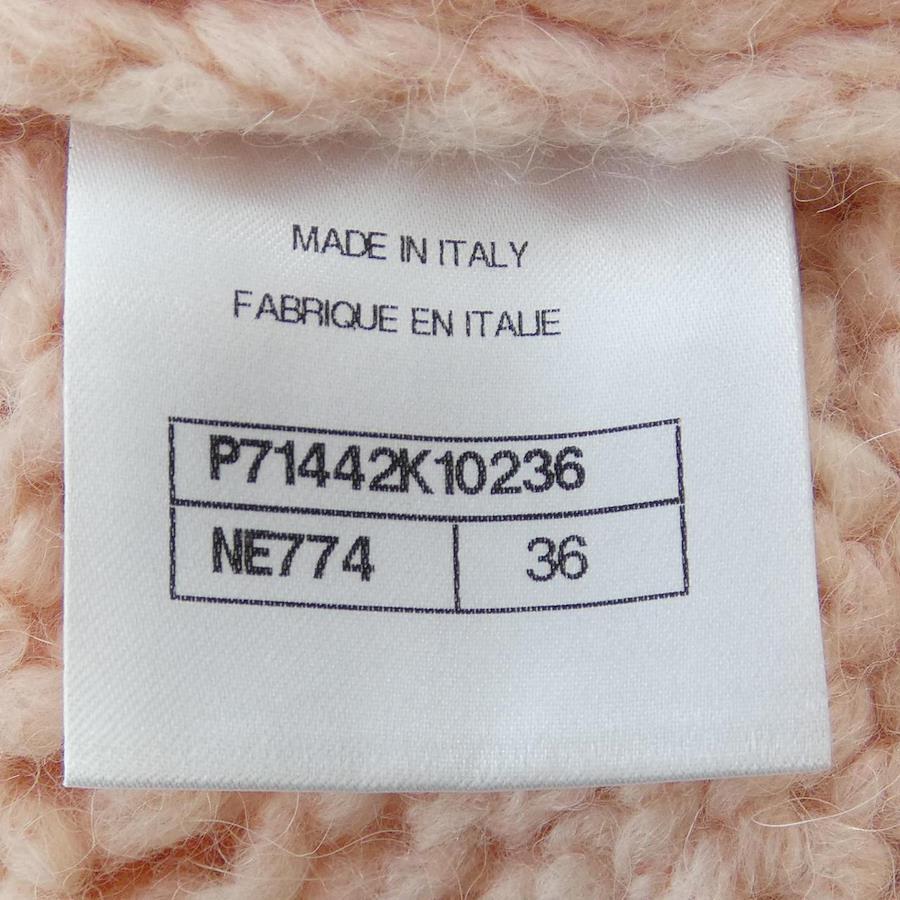 MADE IN ITALY
FABRIQUE EN ITALIE
P71442K10236
NE774 36